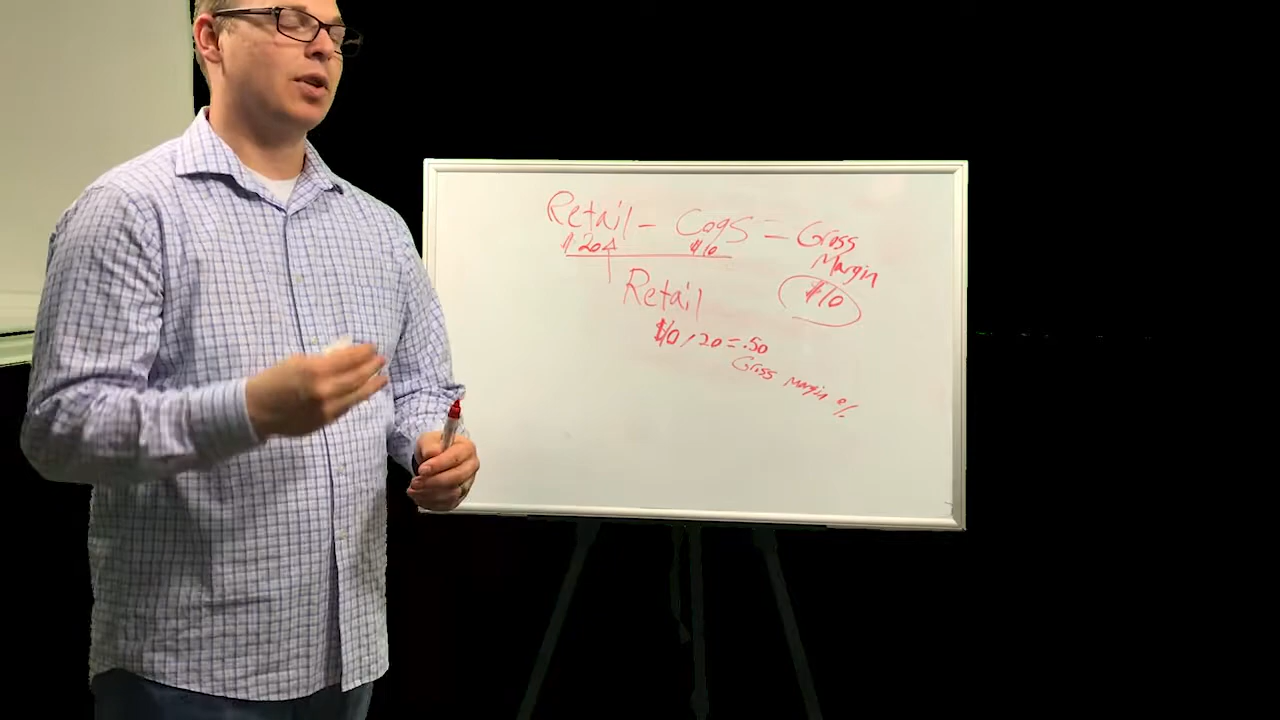 Retail - CogS = Gross
Margin
$20 $10
Retail
$10
$10/20 = .50
Gross Margin %